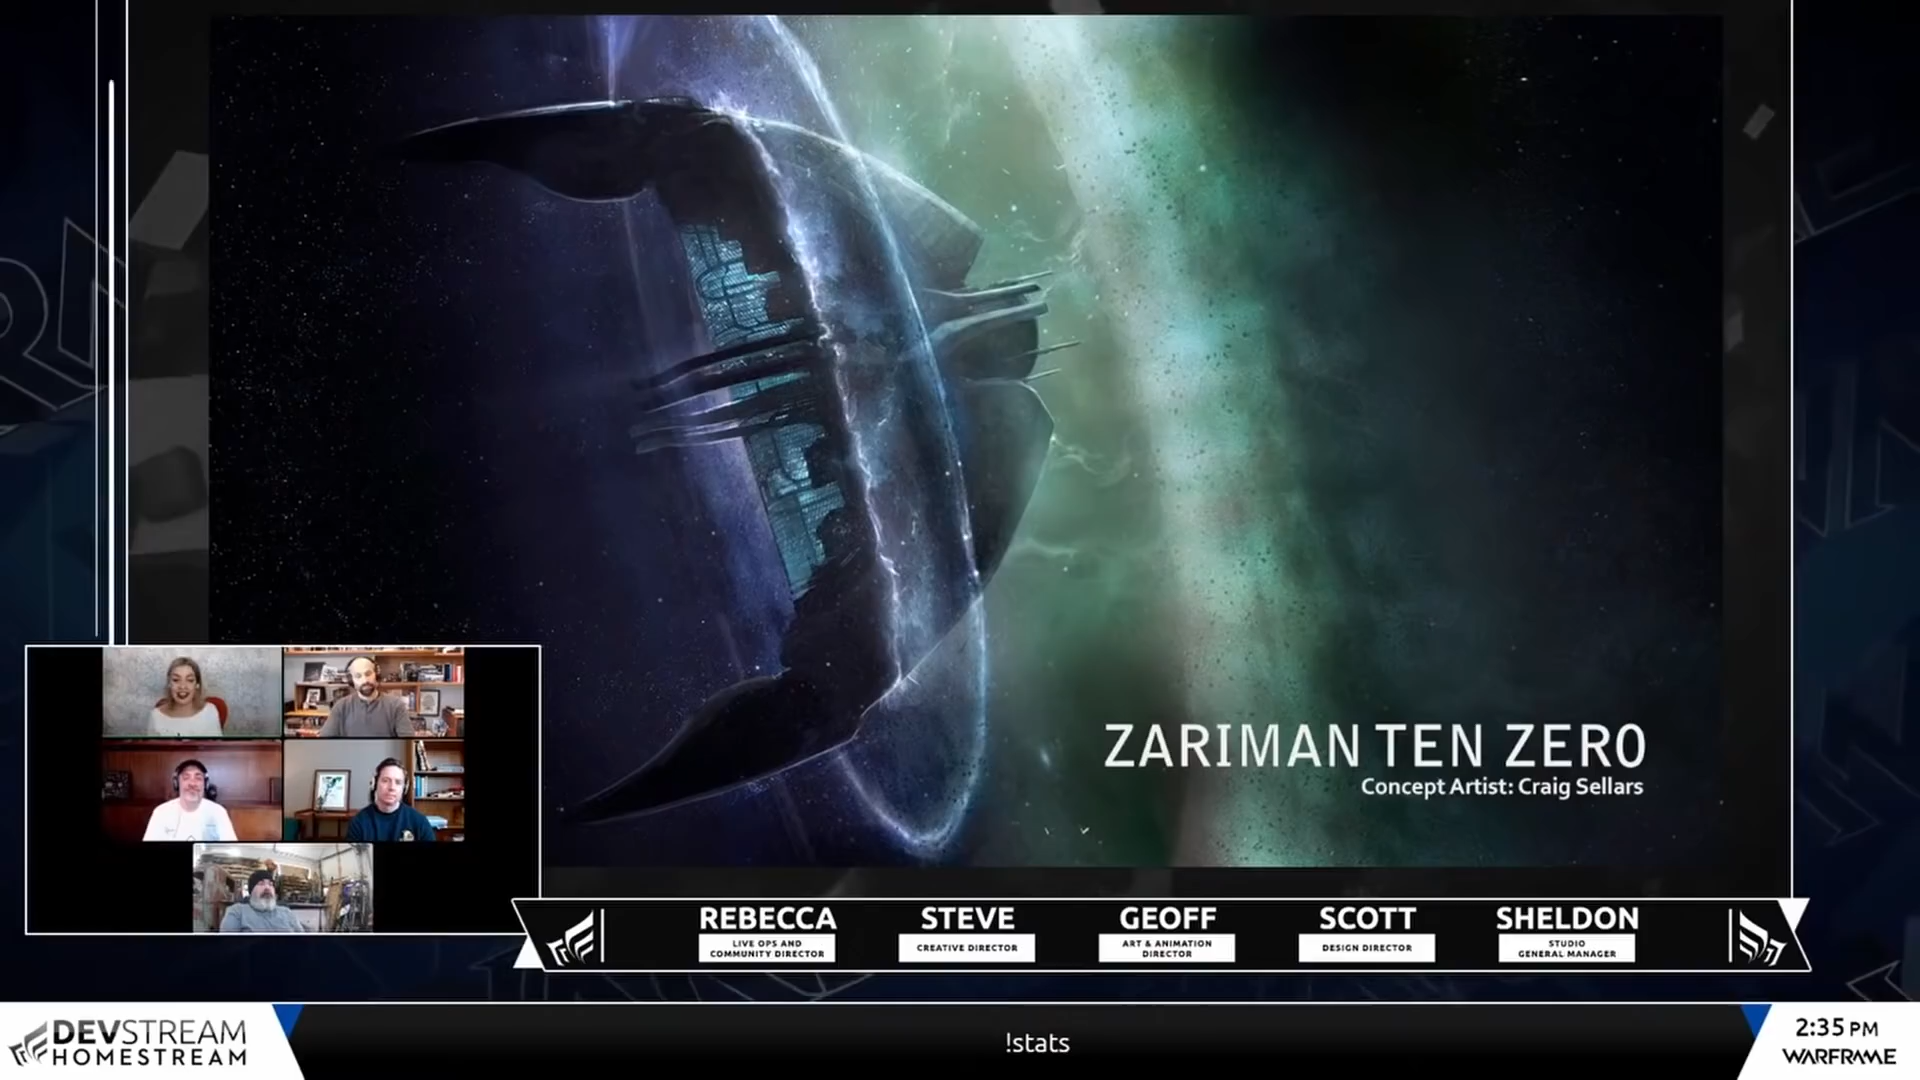 ZARIMAN TEN ZERO
Concept Artist: Craig Sellars
REBECCA
LIVE OPS AND
COMMUNITY DIRECTOR
STEVE
CREATIVE DIRECTOR
GEOFF
ART & ANIMATION
DIRECTOR
SCOTT
DESIGN DIRECTOR
SHELDON
STUDIO
GENERAL MANAGER
DEVSTREAM
HOMESTREAM
!stats
2:35 PM
WARFRAME